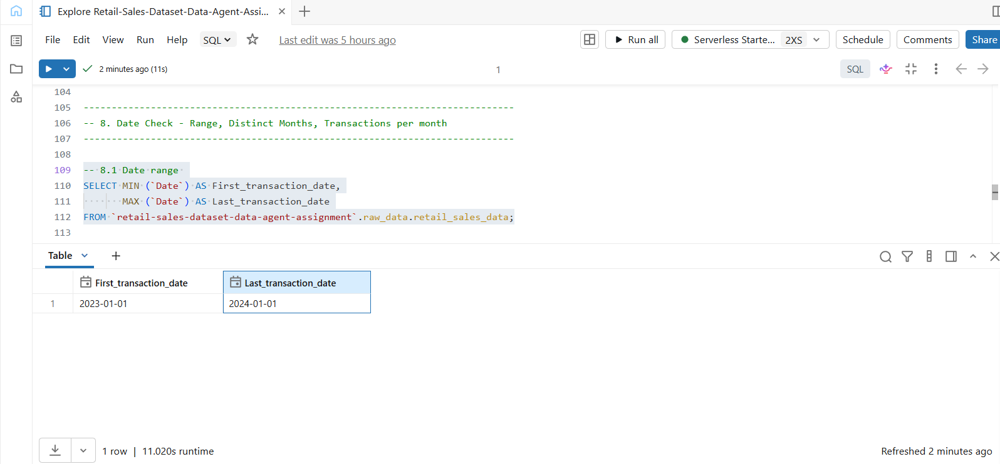 Explore Retail-Sales-Dataset-Data-Agent-Assi...
File Edit View Run Help SQL Last edit was 5 hours ago Run all Serverless Starte... 2XS Schedule Comments Share
2 minutes ago (11s) 1 SQL
104
105 -----------------------------------------------------------------------------
106 -- 8. Date Check - Range, Distinct Months, Transactions per month
107 -----------------------------------------------------------------------------
108
109 -- 8.1 Date range
110 SELECT MIN (`Date`) AS First_transaction_date,
111 MAX (`Date`) AS Last_transaction_date
112 FROM `retail-sales-dataset-data-agent-assignment`.raw_data.retail_sales_data;
113
Table
First_transaction_date Last_transaction_date
1 2023-01-01 2024-01-01
1 row | 11.020s runtime Refreshed 2 minutes ago